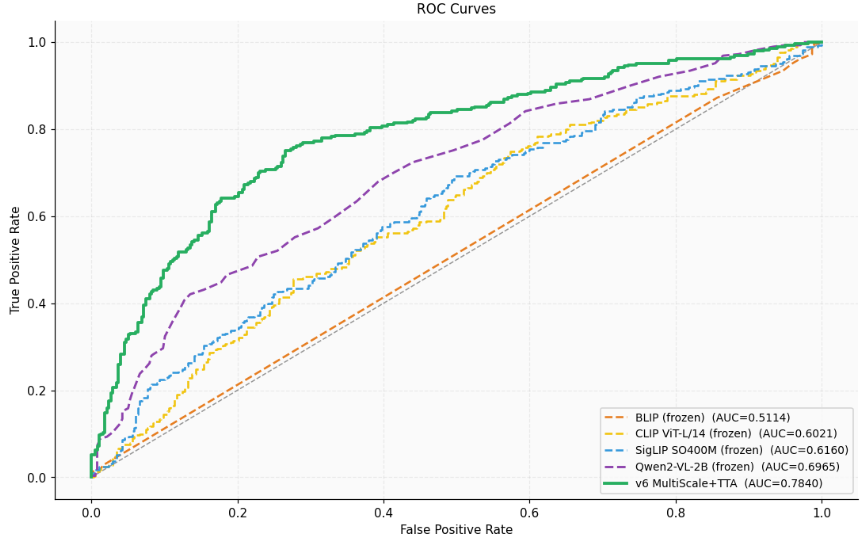 ROC Curves
True Positive Rate
1.0
0.8
0.6
0.4
0.2
0.0
BLIP (frozen) (AUC=0.5114)
CLIP ViT-L/14 (frozen) (AUC=0.6021)
SigLIP SO400M (frozen) (AUC=0.6160)
Qwen2-VL-2B (frozen) (AUC=0.6965)
v6 MultiScale+TTA (AUC=0.7840)
0.0 0.2 0.4 0.6 0.8 1.0
False Positive Rate